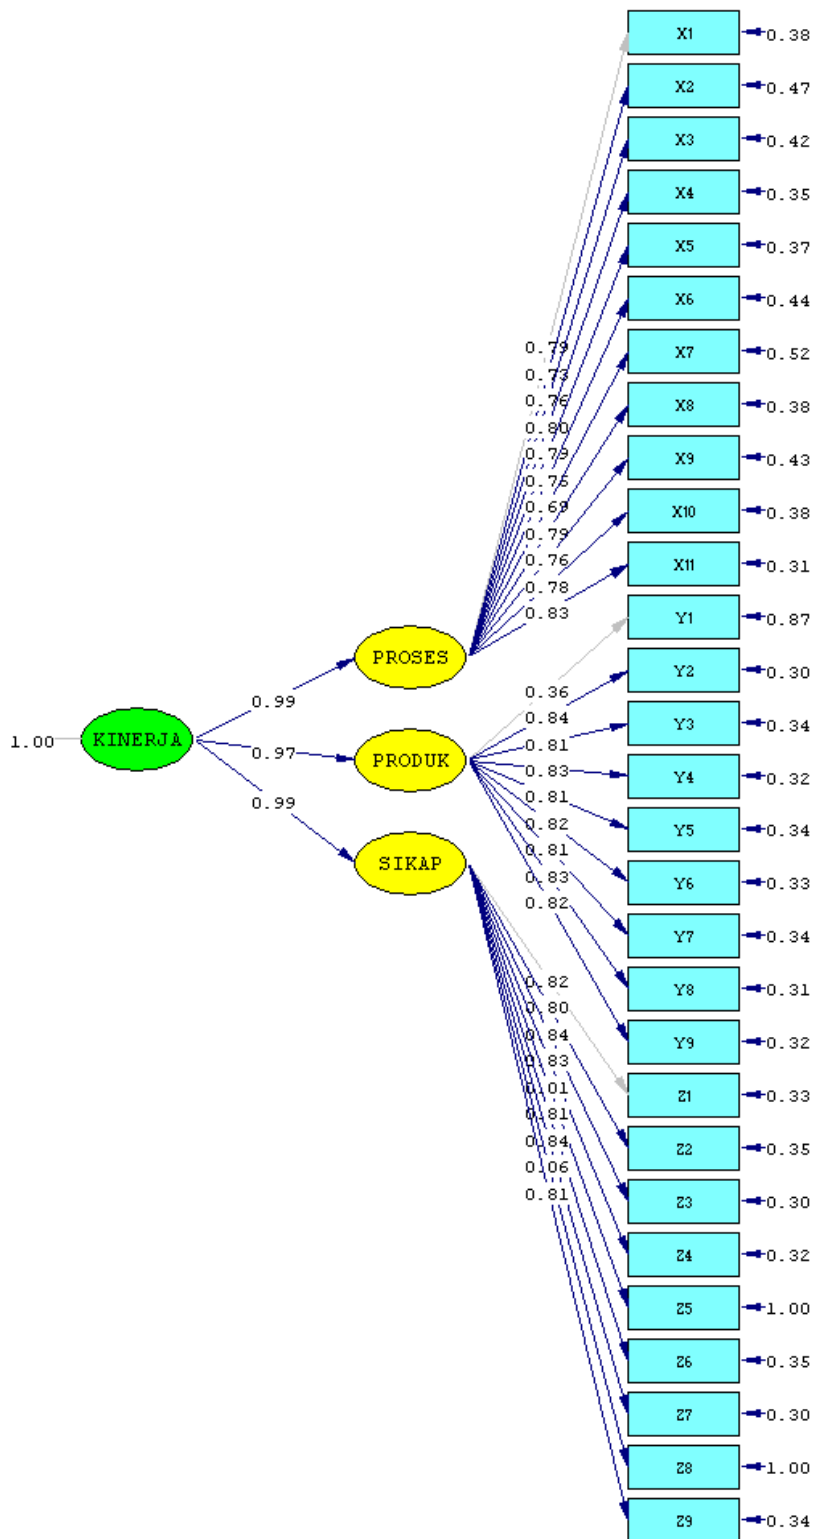 X1 0.38
X2 0.47
X3 0.42
X4 0.35
X5 0.37
X6 0.44
X7 0.52
X8 0.38
X9 0.43
X10 0.38
X11 0.31
Y1 0.87
Y2 0.30
Y3 0.34
Y4 0.32
Y5 0.34
Y6 0.33
Y7 0.34
Y8 0.31
Y9 0.32
Z1 0.33
Z2 0.35
Z3 0.30
Z4 0.32
Z5 1.00
Z6 0.35
Z7 0.30
Z8 1.00
Z9 0.34
0.79
0.73
0.76
0.80
0.79
0.75
0.69
0.79
0.76
0.78
0.83
PROSES
0.99
1.00 KINERJA
0.97
PRODUK
0.99
SIKAP
0.36
0.84
0.81
0.83
0.81
0.82
0.81
0.83
0.82
0.82
0.80
0.84
0.83
0.01
0.81
0.84
0.06
0.81